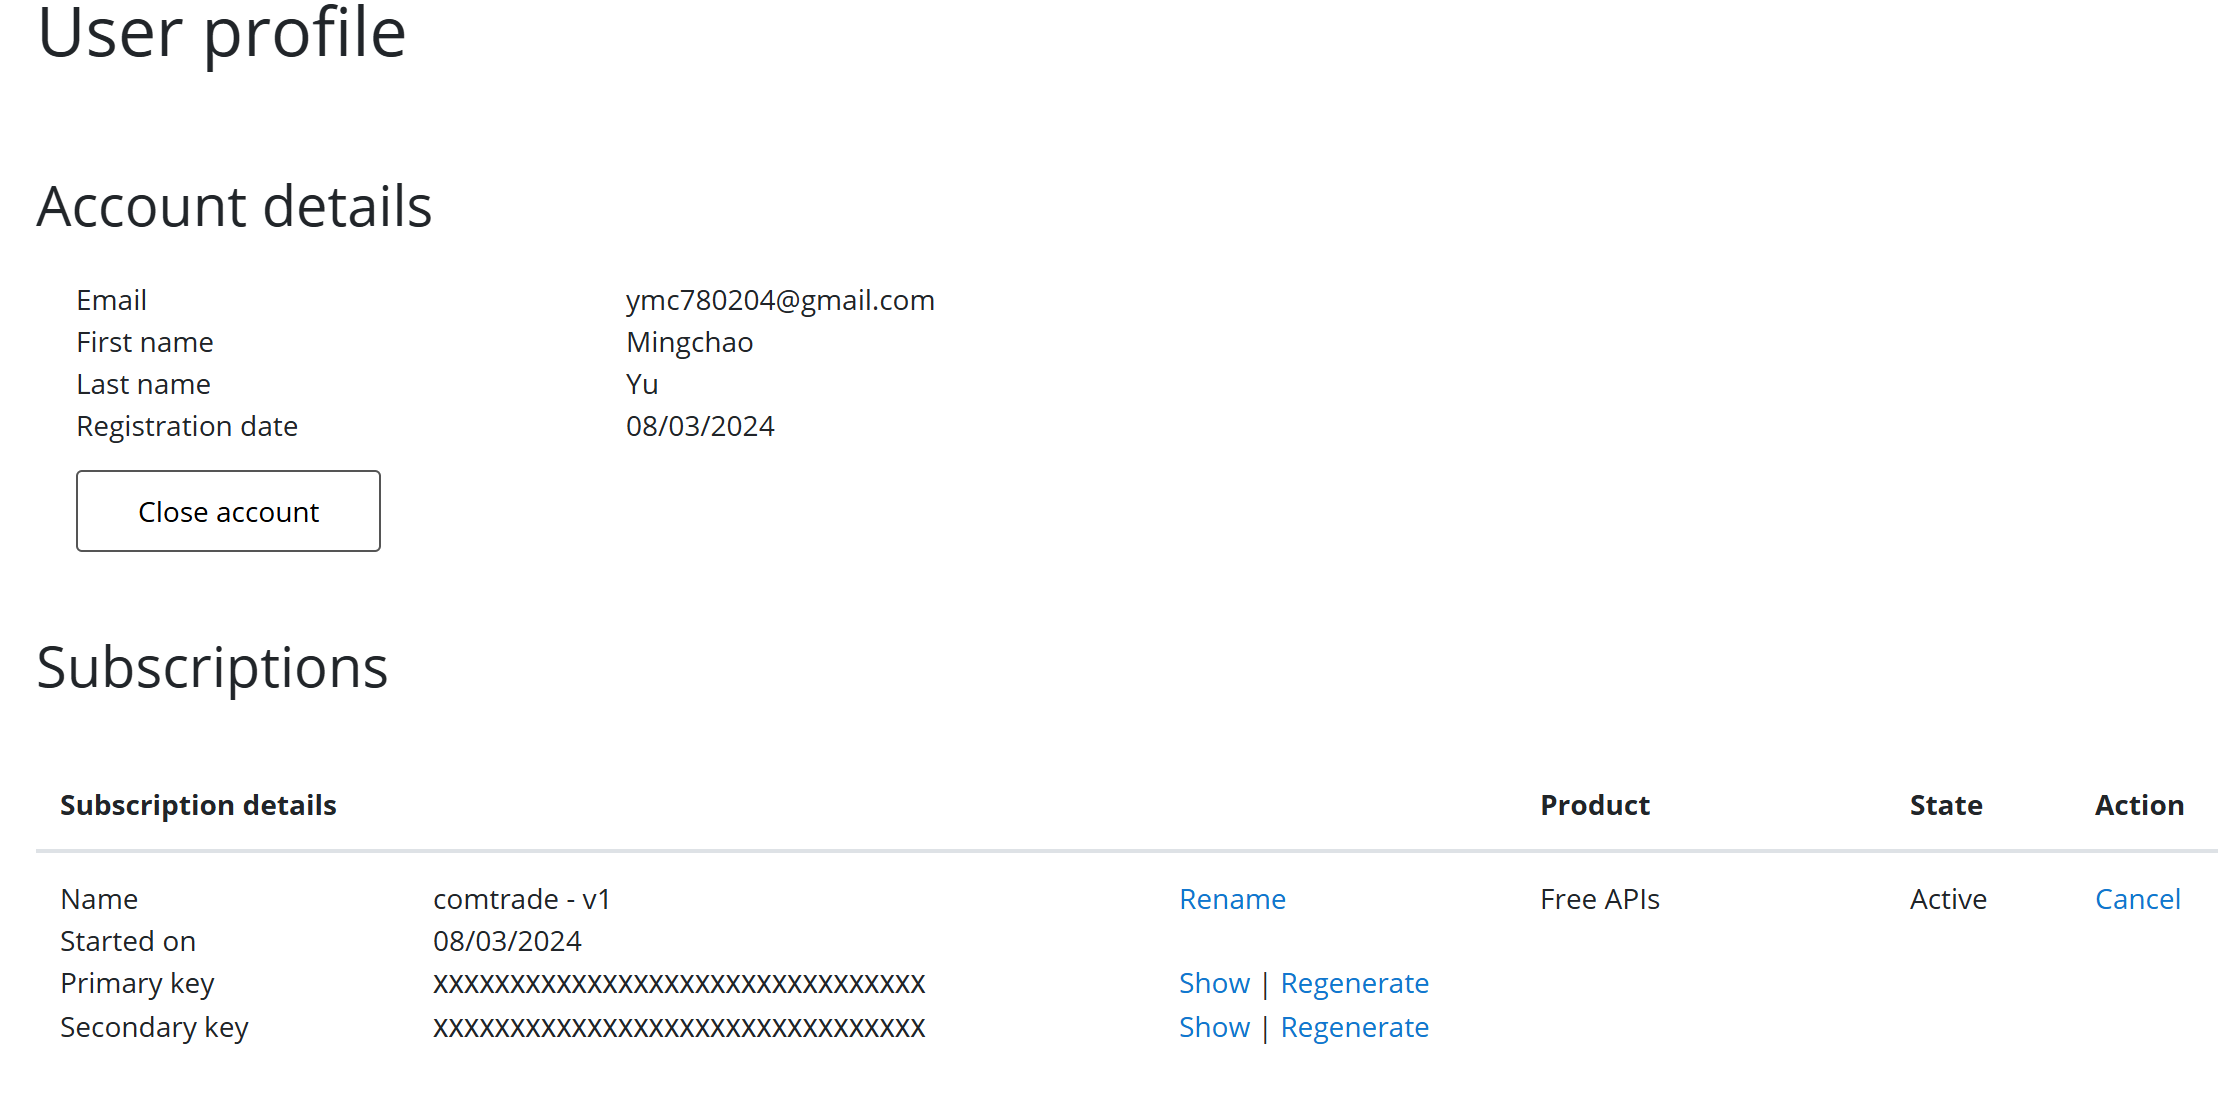 User profile
Account details
Email ymc780204@gmail.com
First name Mingchao
Last name Yu
Registration date 08/03/2024
Close account
Subscriptions
Subscription details Product State Action
Name comtrade - v1 Rename Free APIs Active Cancel
Started on 08/03/2024
Primary key XXXXXXXXXXXXXXXXXXXXXXXXXXXXXXXX Show | Regenerate
Secondary key XXXXXXXXXXXXXXXXXXXXXXXXXXXXXXXX Show | Regenerate